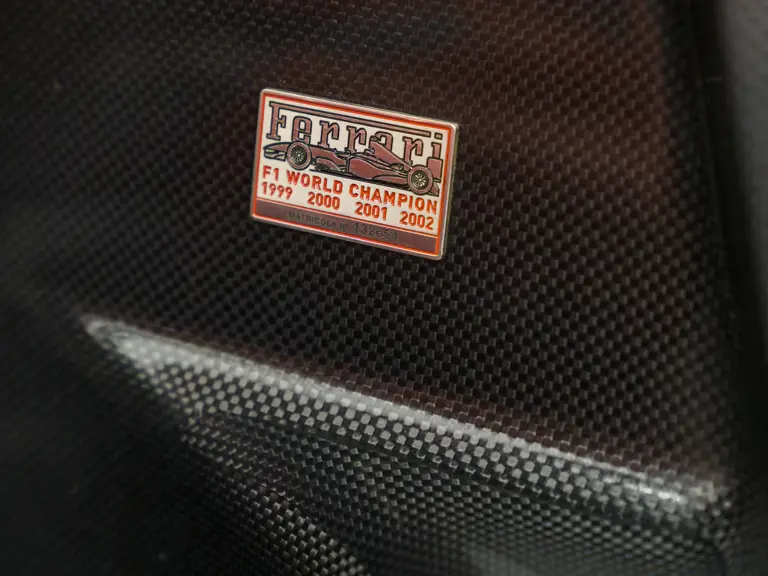 Ferrari
F1 WORLD CHAMPION
1999 2000 2001 2002
MATRICOLA n°